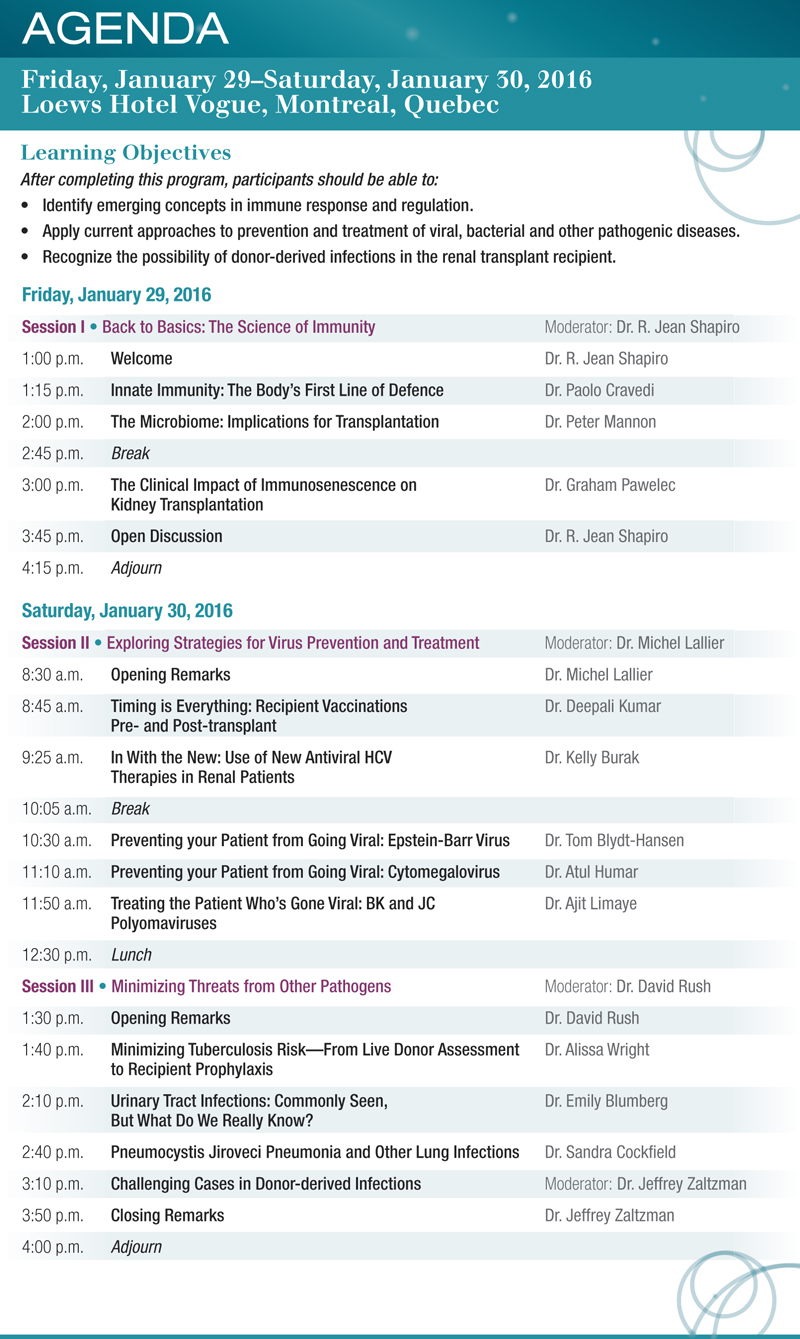 AGENDA
Friday, January 29–Saturday, January 30, 2016
Loews Hotel Vogue, Montreal, Quebec
Learning Objectives
After completing this program, participants should be able to:
• Identify emerging concepts in immune response and regulation.
• Apply current approaches to prevention and treatment of viral, bacterial and other pathogenic diseases.
• Recognize the possibility of donor-derived infections in the renal transplant recipient.
Friday, January 29, 2016
Session I • Back to Basics: The Science of Immunity Moderator: Dr. R. Jean Shapiro
1:00 p.m. Welcome Dr. R. Jean Shapiro
1:15 p.m. Innate Immunity: The Body's First Line of Defence Dr. Paolo Cravedi
2:00 p.m. The Microbiome: Implications for Transplantation Dr. Peter Mannon
2:45 p.m. Break
3:00 p.m. The Clinical Impact of Immunosenescence on Dr. Graham Pawelec
Kidney Transplantation
3:45 p.m. Open Discussion Dr. R. Jean Shapiro
4:15 p.m. Adjourn
Saturday, January 30, 2016
Session II • Exploring Strategies for Virus Prevention and Treatment Moderator: Dr. Michel Lallier
8:30 a.m. Opening Remarks Dr. Michel Lallier
8:45 a.m. Timing is Everything: Recipient Vaccinations Dr. Deepali Kumar
Pre- and Post-transplant
9:25 a.m. In With the New: Use of New Antiviral HCV Dr. Kelly Burak
Therapies in Renal Patients
10:05 a.m. Break
10:30 a.m. Preventing your Patient from Going Viral: Epstein-Barr Virus Dr. Tom Blydt-Hansen
11:10 a.m. Preventing your Patient from Going Viral: Cytomegalovirus Dr. Atul Humar
11:50 a.m. Treating the Patient Who's Gone Viral: BK and JC Dr. Ajit Limaye
Polyomaviruses
12:30 p.m. Lunch
Session III • Minimizing Threats from Other Pathogens Moderator: Dr. David Rush
1:30 p.m. Opening Remarks Dr. David Rush
1:40 p.m. Minimizing Tuberculosis Risk—From Live Donor Assessment Dr. Alissa Wright
to Recipient Prophylaxis
2:10 p.m. Urinary Tract Infections: Commonly Seen, Dr. Emily Blumberg
But What Do We Really Know?
2:40 p.m. Pneumocystis Jiroveci Pneumonia and Other Lung Infections Dr. Sandra Cockfield
3:10 p.m. Challenging Cases in Donor-derived Infections Moderator: Dr. Jeffrey Zaltzman
3:50 p.m. Closing Remarks Dr. Jeffrey Zaltzman
4:00 p.m. Adjourn